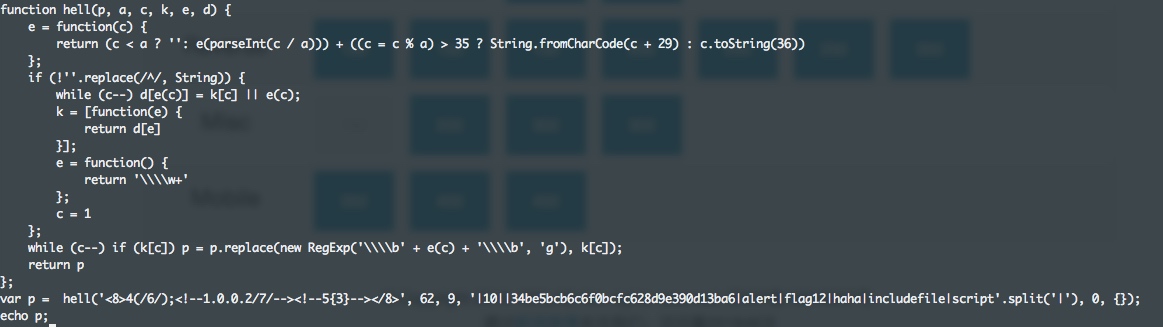 function hell(p, a, c, k, e, d) {
    e = function(c) {
        return (c < a ? '': e(parseInt(c / a))) + ((c = c % a) > 35 ? String.fromCharCode(c + 29) : c.toString(36))
    };
    if (!''.replace(/^/, String)) {
        while (c--) d[e(c)] = k[c] || e(c);
        k = [function(e) {
            return d[e]
        }];
        e = function() {
            return '\\\\w+'
        };
        c = 1
    };
    while (c--) if (k[c]) p = p.replace(new RegExp('\\\\b' + e(c) + '\\\\b', 'g'), k[c]);
    return p
};
var p =  hell('<8>4(/6/);<!--1.0.0.2/7/--><!--5{3}--></8>', 62, 9, '|10||34be5bcb6c6f0bcfc628d9e390d13ba6|alert|flag12|haha|includefile|script'.split('|'), 0, {});
echo p;
Misc
Mobile